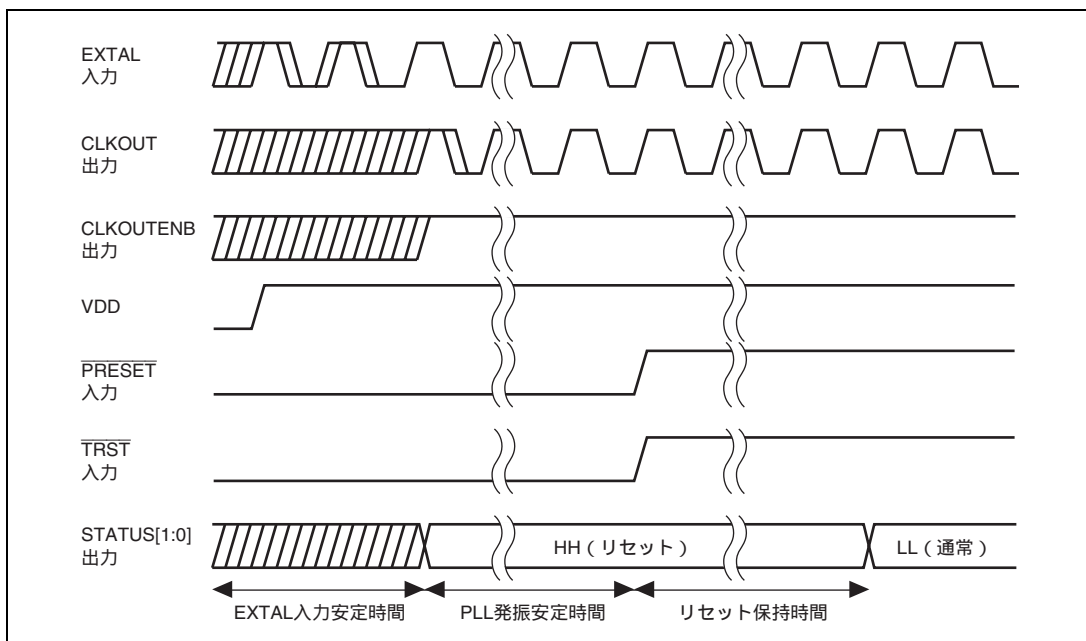 EXTAL
入力
CLKOUT
出力
CLKOUTENB
出力
VDD
PRESET
入力
TRST
入力
STATUS[1:0]
出力
HH（リセット）
LL（通常）
EXTAL入力安定時間
PLL発振安定時間
リセット保持時間